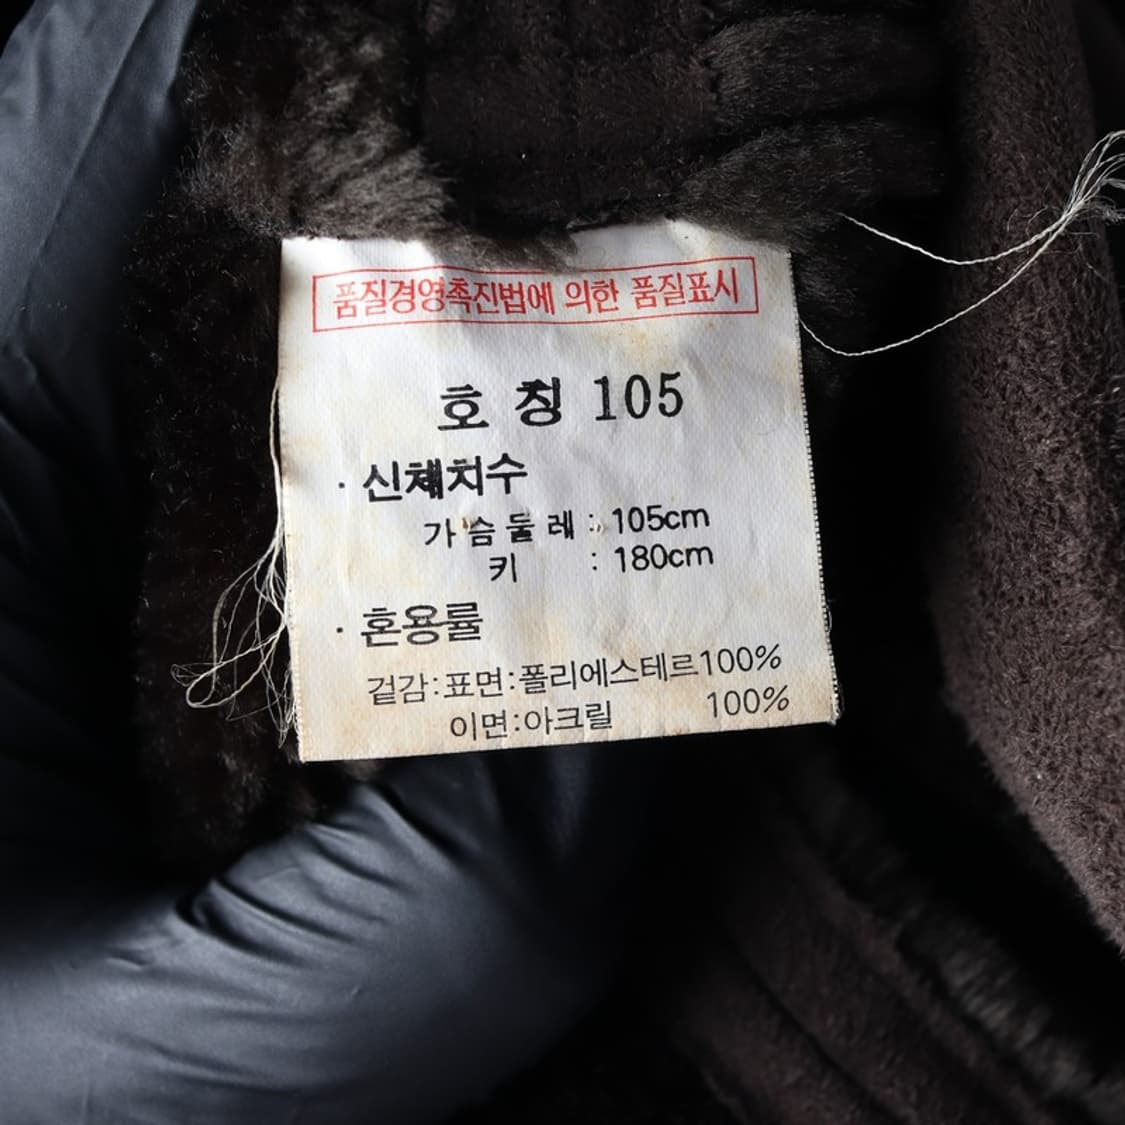 품질경영촉진법에 의한 품질표시
호 칭 105
· 신체치수
가 슴 둘 레 : 105cm
키 : 180cm
· 혼용률
겉감:표면:폴리에스테르100%
이면:아크릴 100%